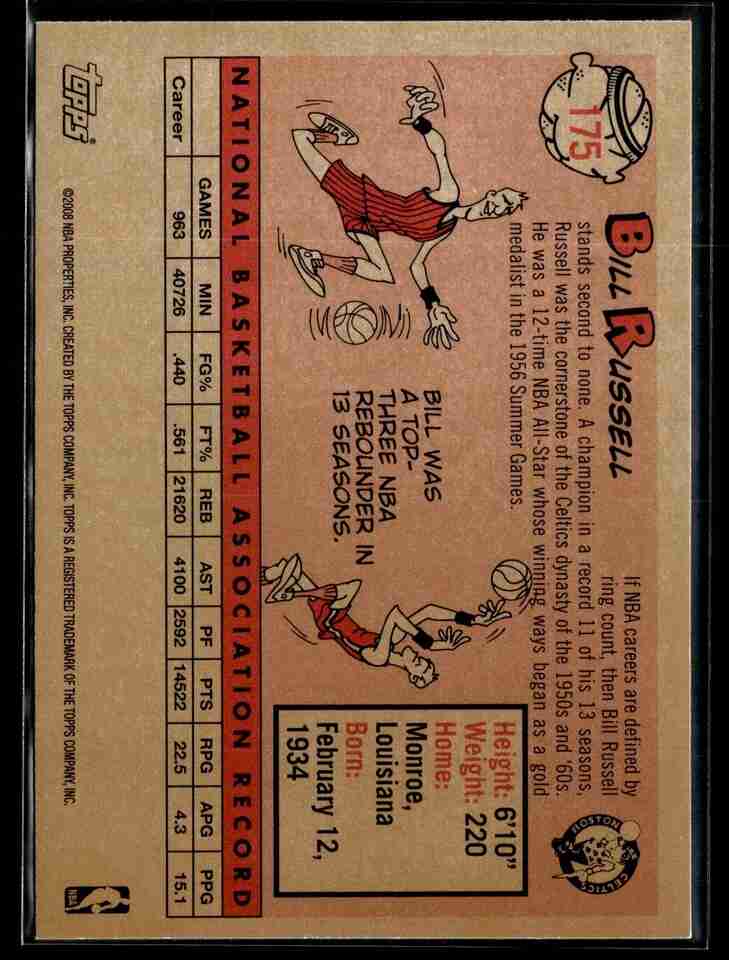 175
BILL RUSSELL
If NBA careers are defined by
ring count, then Bill Russell
stands second to none. A champion in a record 11 of his 13 seasons,
Russell was the cornerstone of the Celtics dynasty of the 1950s and '60s.
He was a 12-time NBA All-Star whose winning ways began as a gold
medalist in the 1956 Summer Games.
BOSTON
CELTICS
BILL WAS
A TOP-
THREE NBA
REBOUNDER IN
13 SEASONS.
Height: 6'10"
Weight: 220
Home:
Monroe,
Louisiana
Born:
February 12,
1934
NATIONAL BASKETBALL ASSOCIATION RECORD
GAMES MIN FG% FT% REB AST PF PTS RPG APG PPG
Career 963 40726 .440 .561 21620 4100 2592 14522 22.5 4.3 15.1
topps®
©2008 NBA PROPERTIES, INC. CREATED BY THE TOPPS COMPANY, INC. TOPPS IS A REGISTERED TRADEMARK OF THE TOPPS COMPANY, INC.
NBA